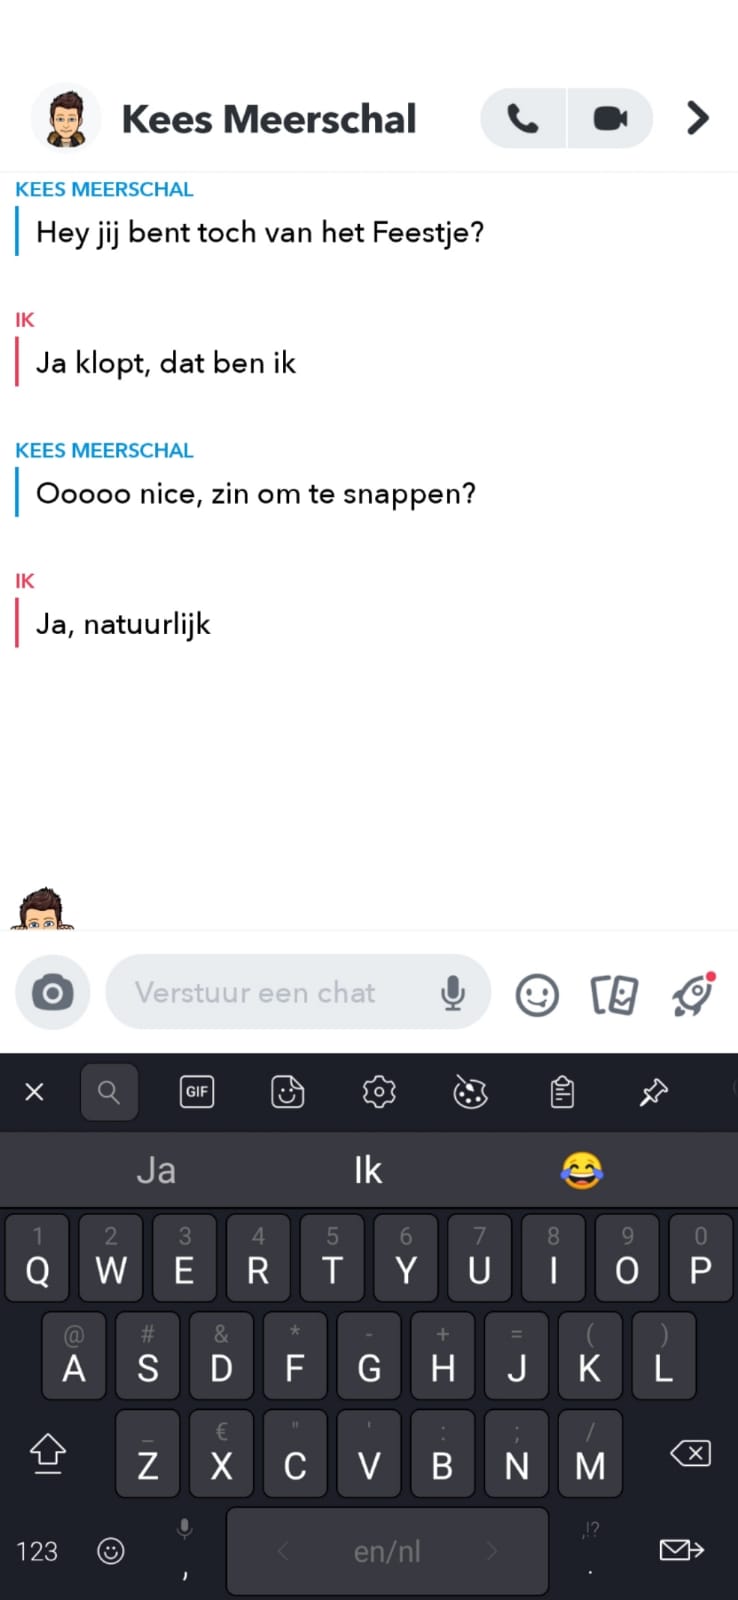 Kees Meerschal
KEES MEERSCHAL
Hey jij bent toch van het Feestje?
IK
Ja klopt, dat ben ik
KEES MEERSCHAL
Ooooo nice, zin om te snappen?
IK
Ja, natuurlijk
Verstuur een chat
GIF
Ja Ik 😂
1 2 3 4 5 6 7 8 9 0
Q W E R T Y U I O P
@ # & * - + = ( )
A S D F G H J K L
_ € " ' : ; /
Z X C V B N M
,!?
123 , en/nl .